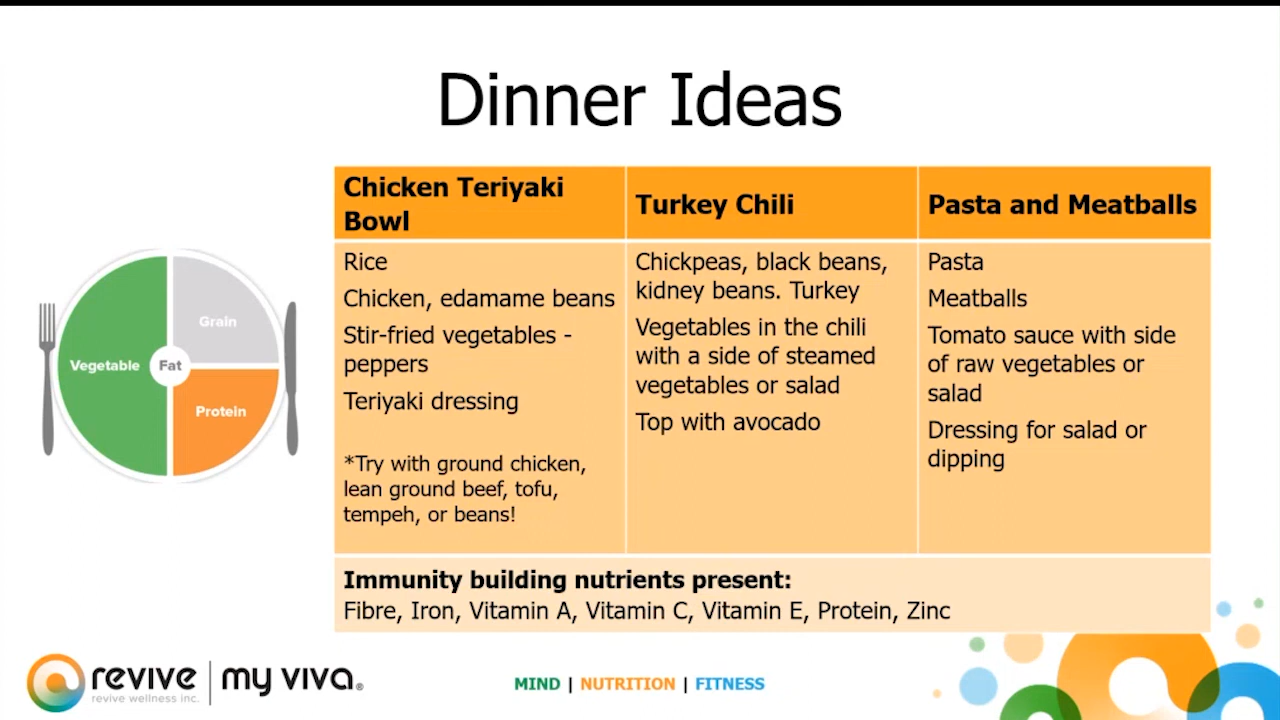 Dinner Ideas
Chicken Teriyaki
Bowl
Turkey Chili
Pasta and Meatballs
Rice
Chicken, edamame beans
Stir-fried vegetables -
peppers
Teriyaki dressing
*Try with ground chicken,
lean ground beef, tofu,
tempeh, or beans!
Chickpeas, black beans,
kidney beans. Turkey
Vegetables in the chili
with a side of steamed
vegetables or salad
Top with avocado
Pasta
Meatballs
Tomato sauce with side
of raw vegetables or
salad
Dressing for salad or
dipping
Immunity building nutrients present:
Fibre, Iron, Vitamin A, Vitamin C, Vitamin E, Protein, Zinc
Grain
Vegetable
Fat
Protein
revive
revive wellness inc.
my viva®
MIND | NUTRITION | FITNESS